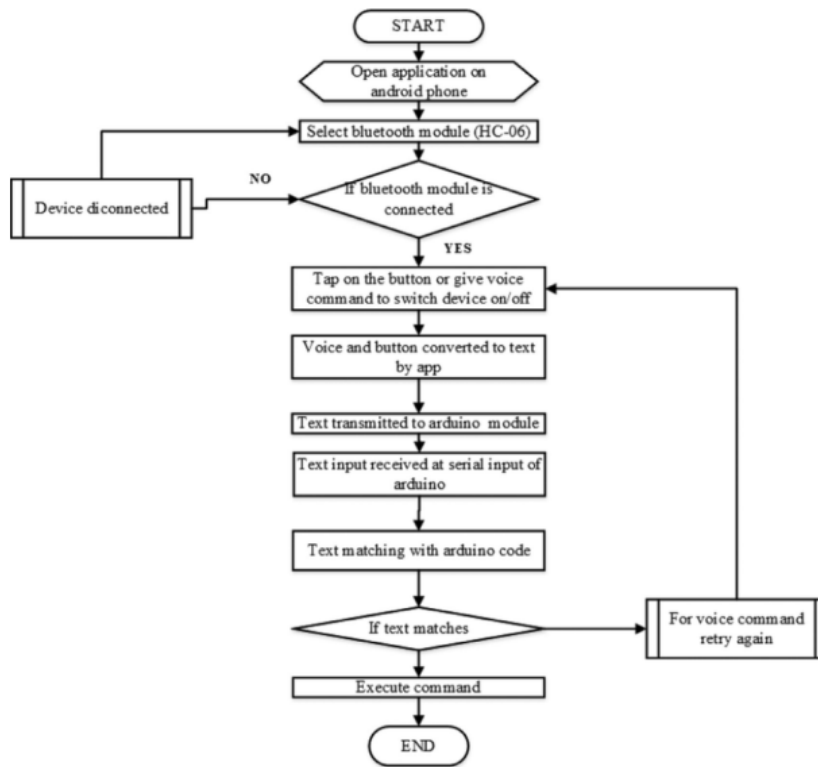 START
Open application on
android phone
Select bluetooth module (HC-06)
NO
Device diconnected
If bluetooth module is
connected
YES
Tap on the button or give voice
command to switch device on/off
Voice and button converted to text
by app
Text transmitted to arduino module
Text input received at serial input of
arduino
Text matching with arduino code
If text matches
For voice command
retry again
Execute command
END